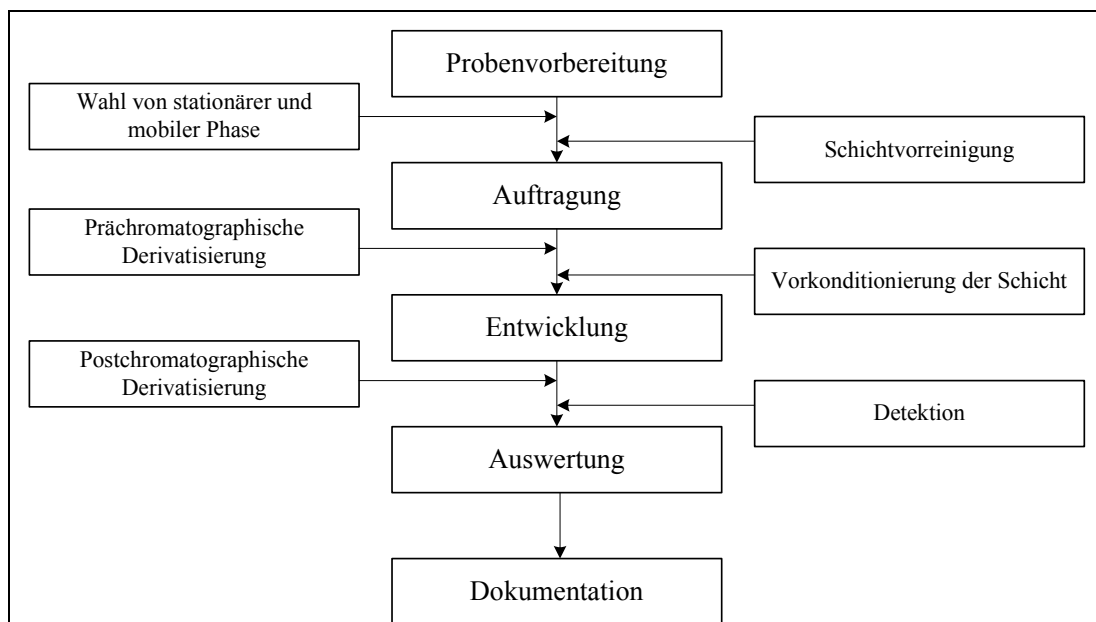 Probenvorbereitung
Wahl von stationärer und
mobiler Phase
Schichtvorreinigung
Auftragung
Prächromatographische
Derivatisierung
Vorkonditionierung der Schicht
Entwicklung
Postchromatographische
Derivatisierung
Detektion
Auswertung
Dokumentation